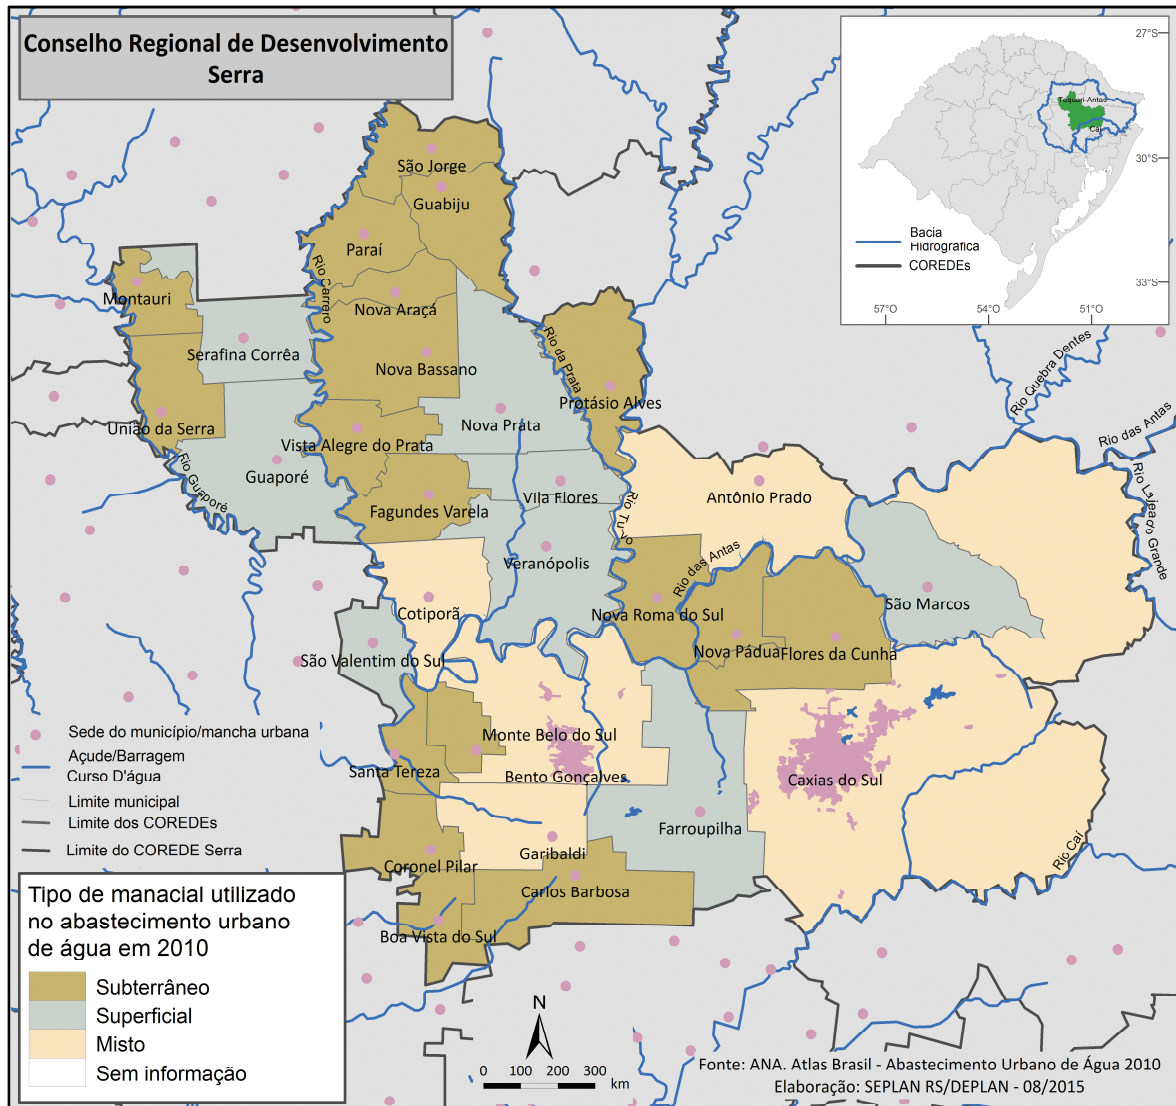 Conselho Regional de Desenvolvimento
Serra
27°S
30°S
33°S
57°O
54°O
51°O
Taquari-Antas
Caí
Bacia
Hidrográfica
COREDEs
São Jorge
Guabiju
Paraí
Rio Carrero
Nova Araçá
Montauri
Serafina Corrêa
Nova Bassano
Rio da Prata
Protásio Alves
Rio Quebra Dentes
Rio das Antas
União da Serra
Vista Alegre do Prata
Nova Prata
Guaporé
Rio Guaporé
Fagundes Varela
Vila Flores
Rio Turvo
Antônio Prado
Rio Lajeado Grande
Veranópolis
Rio das Antas
Cotiporã
Nova Roma do Sul
São Marcos
São Valentim do Sul
Nova Pádua
Flores da Cunha
Monte Belo do Sul
Santa Tereza
Bento Gonçalves
Caxias do Sul
Farroupilha
Garibaldi
Coronel Pilar
Carlos Barbosa
Boa Vista do Sul
Rio Caí
Sede do município/mancha urbana
Açude/Barragem
Curso D'água
Limite municipal
Limite dos COREDEs
Limite do COREDE Serra
Tipo de manacial utilizado
no abastecimento urbano
de água em 2010
Subterrâneo
Superficial
Misto
Sem informação
N
0 100 200 300
km
Fonte: ANA. Atlas Brasil - Abastecimento Urbano de Água 2010
Elaboração: SEPLAN RS/DEPLAN - 08/2015